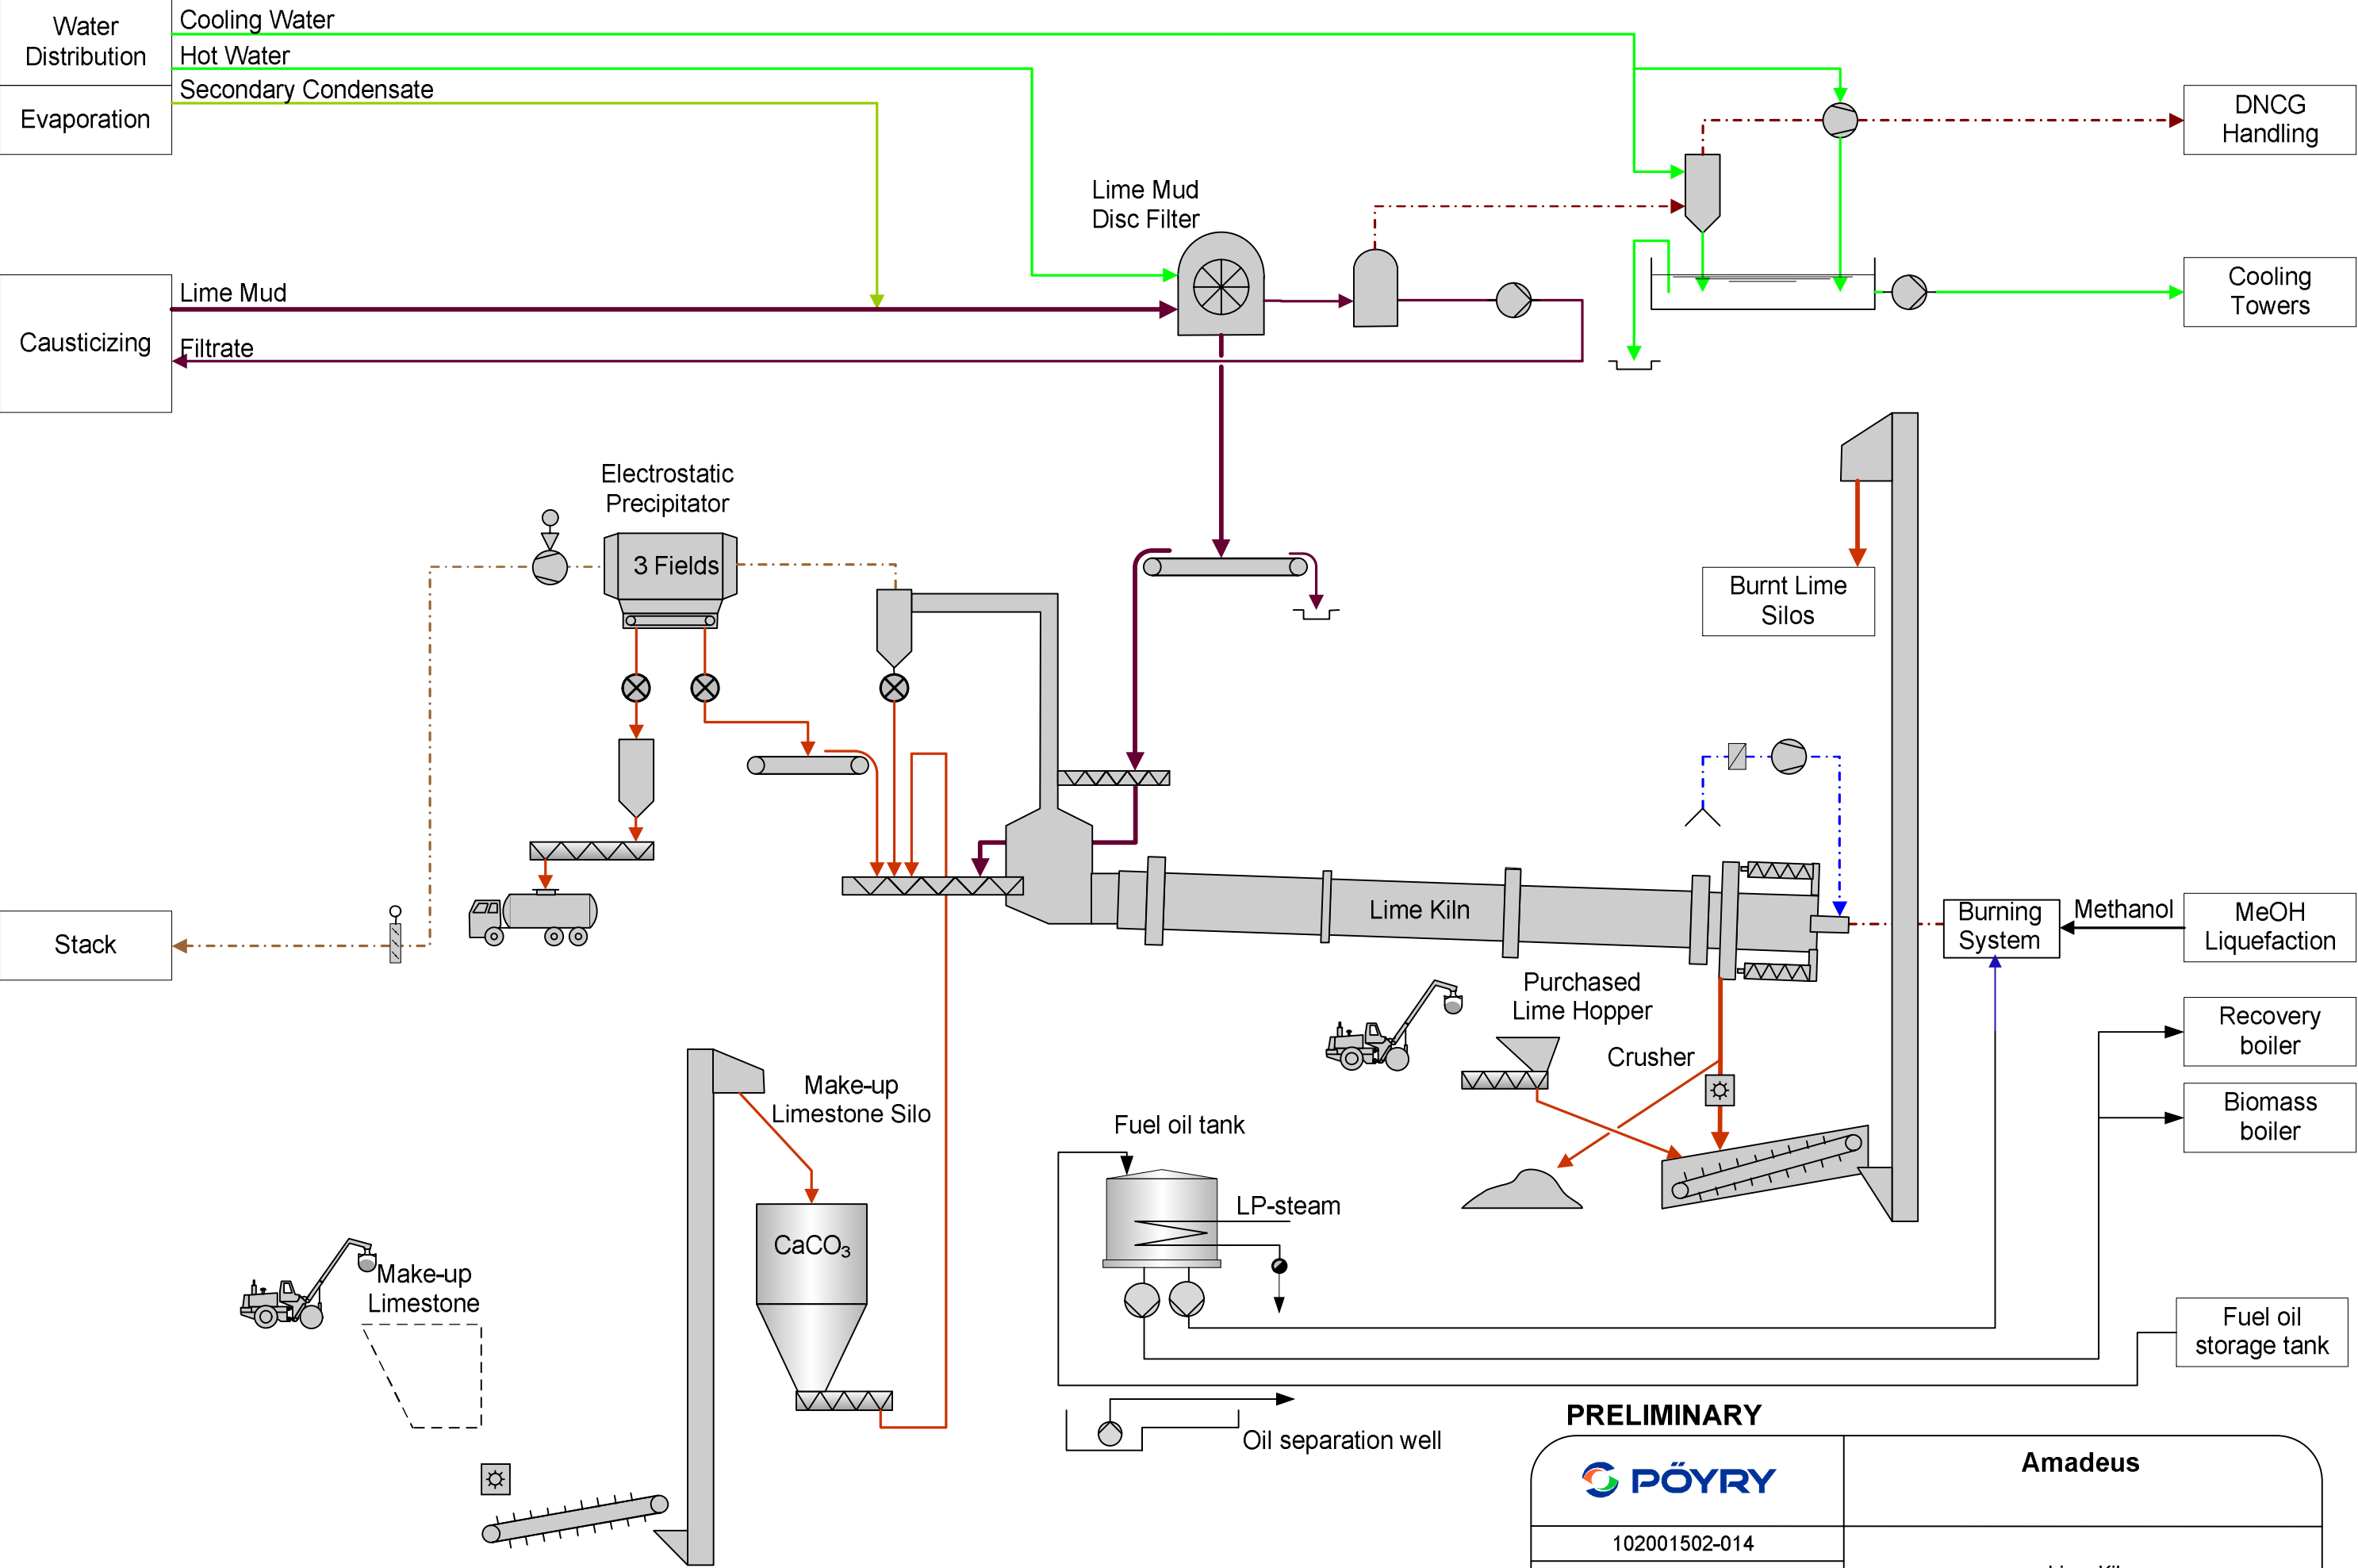 Water
Distribution
Cooling Water
Hot Water
Secondary Condensate
Evaporation
DNCG
Handling
Lime Mud
Disc Filter
Causticizing
Lime Mud
Filtrate
Cooling
Towers
Electrostatic
Precipitator
3 Fields
Burnt Lime
Silos
Stack
Lime Kiln
Burning
System
Methanol
MeOH
Liquefaction
Purchased
Lime Hopper
Crusher
Recovery
boiler
Biomass
boiler
Make-up
Limestone Silo
Fuel oil tank
LP-steam
CaCO₃
Make-up
Limestone
Fuel oil
storage tank
Oil separation well
PRELIMINARY
PÖYRY
Amadeus
102001502-014